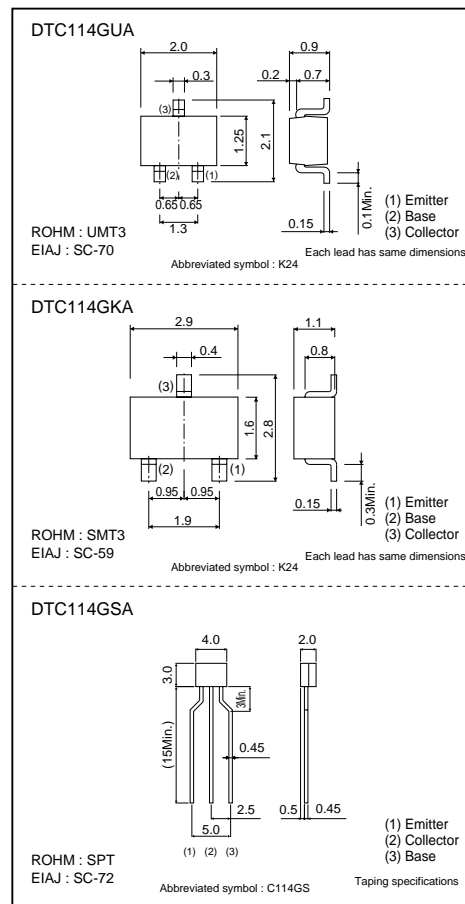 DTC114GUA
2.0
0.3
(3)
1.25
2.1
(2)
(1)
0.65
0.65
1.3
0.9
0.2
0.7
0.15
0.1Min.
(1) Emitter
(2) Base
(3) Collector
ROHM : UMT3
EIAJ : SC-70
Each lead has same dimensions
Abbreviated symbol : K24
DTC114GKA
2.9
0.4
(3)
1.6
2.8
(2)
(1)
0.95
0.95
1.9
1.1
0.8
0.15
0.3Min.
(1) Emitter
(2) Base
(3) Collector
ROHM : SMT3
EIAJ : SC-59
Each lead has same dimensions
Abbreviated symbol : K24
DTC114GSA
4.0
2.0
3.0
3Min.
(15Min.)
0.45
2.5
5.0
0.5
0.45
(1) (2) (3)
(1) Emitter
(2) Collector
(3) Base
ROHM : SPT
EIAJ : SC-72
Taping specifications
Abbreviated symbol : C114GS